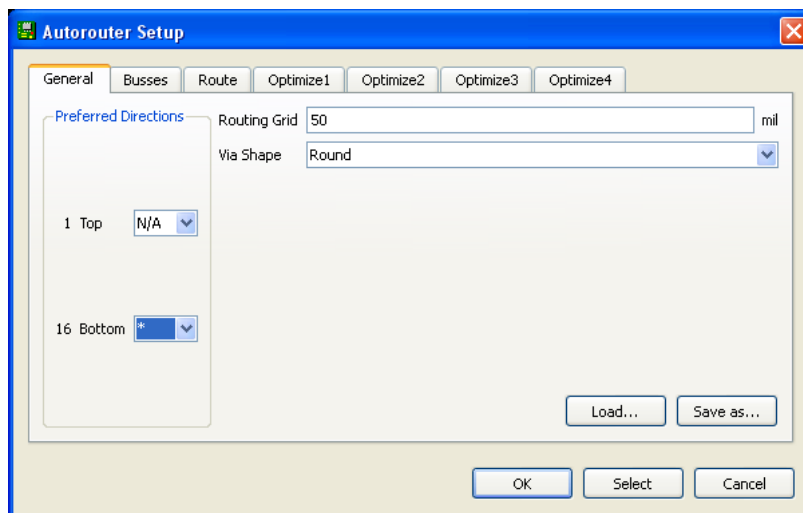 Autorouter Setup
General Busses Route Optimize1 Optimize2 Optimize3 Optimize4
Preferred Directions
Routing Grid 50 mil
Via Shape Round
1 Top N/A
16 Bottom *
Load... Save as...
OK Select Cancel